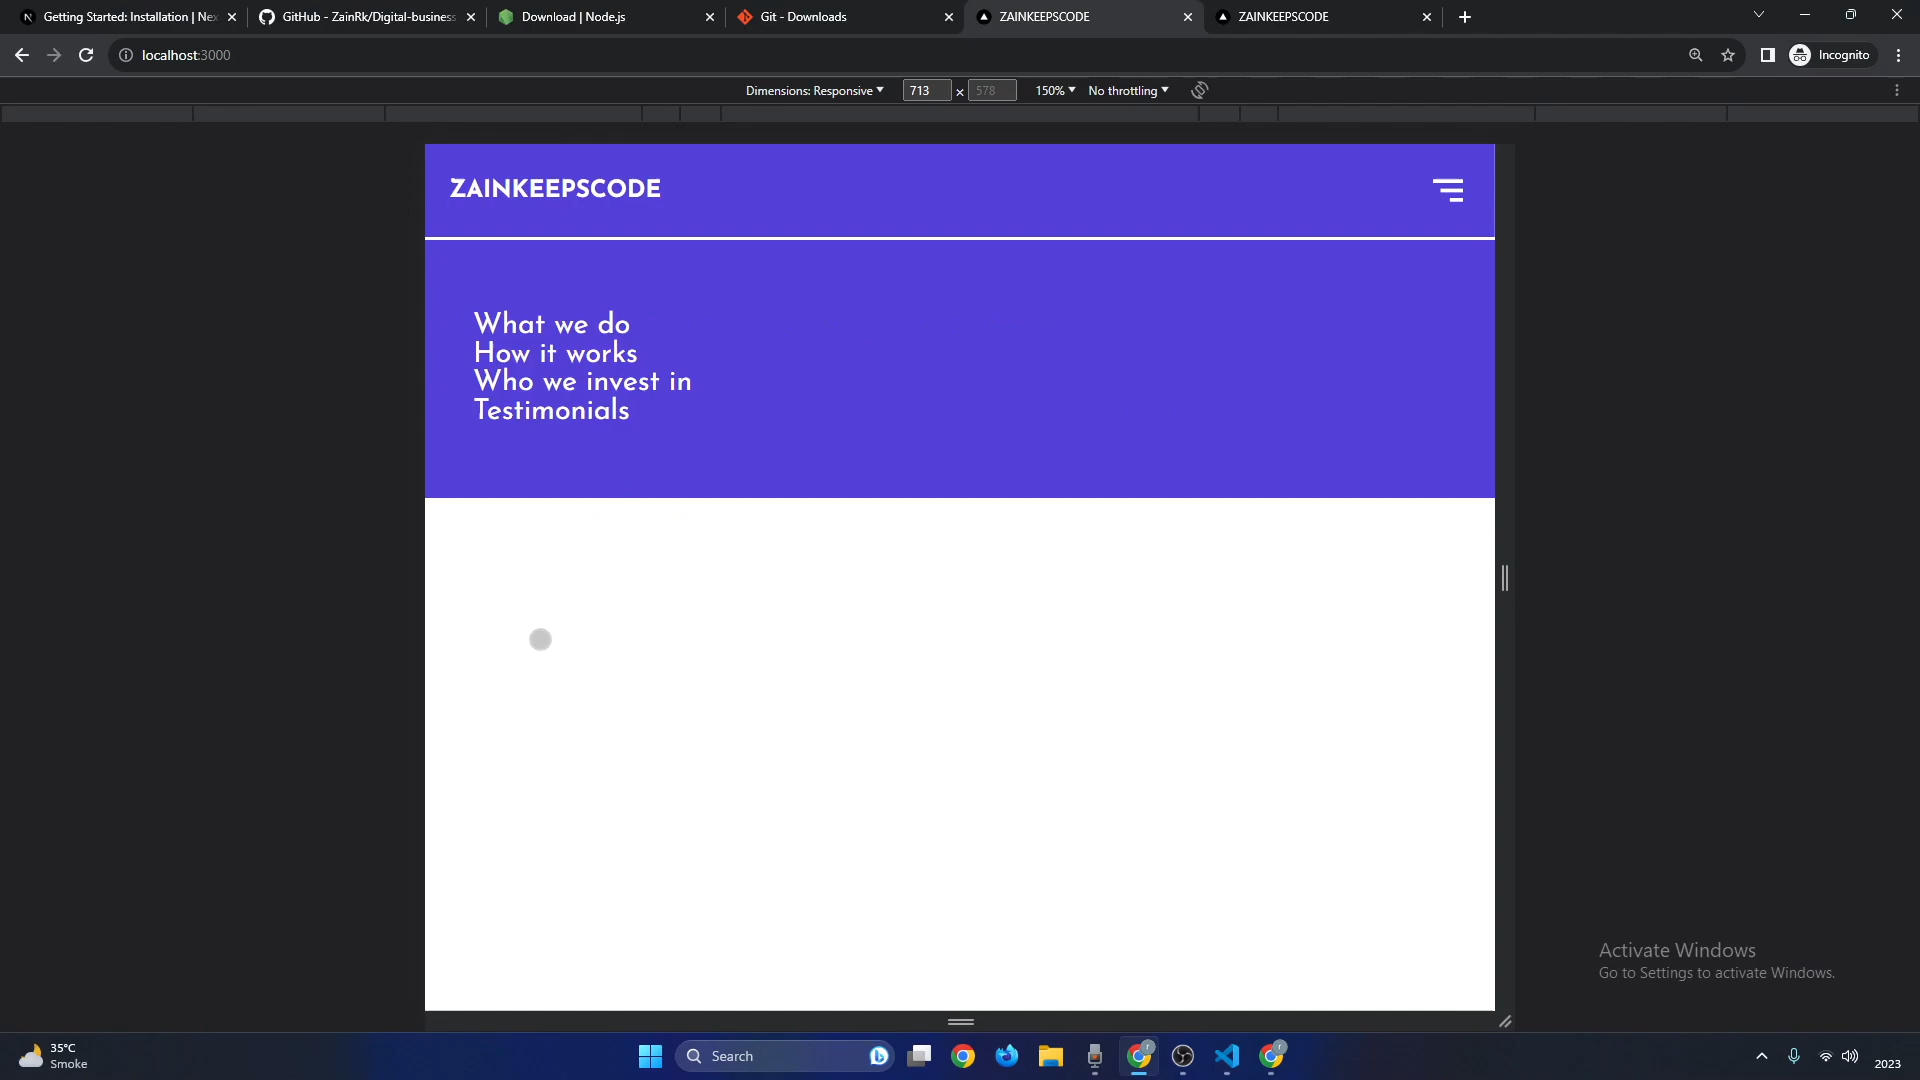 Getting Started: Installation | Nex
GitHub - ZainRk/Digital-business
Download | Node.js
Git - Downloads
ZAINKEEPSCODE
ZAINKEEPSCODE
localhost:3000
Incognito
Dimensions: Responsive
713
x
578
150%
No throttling
ZAINKEEPSCODE
What we do
How it works
Who we invest in
Testimonials
Activate Windows
Go to Settings to activate Windows.
35°C
Smoke
Search
2023